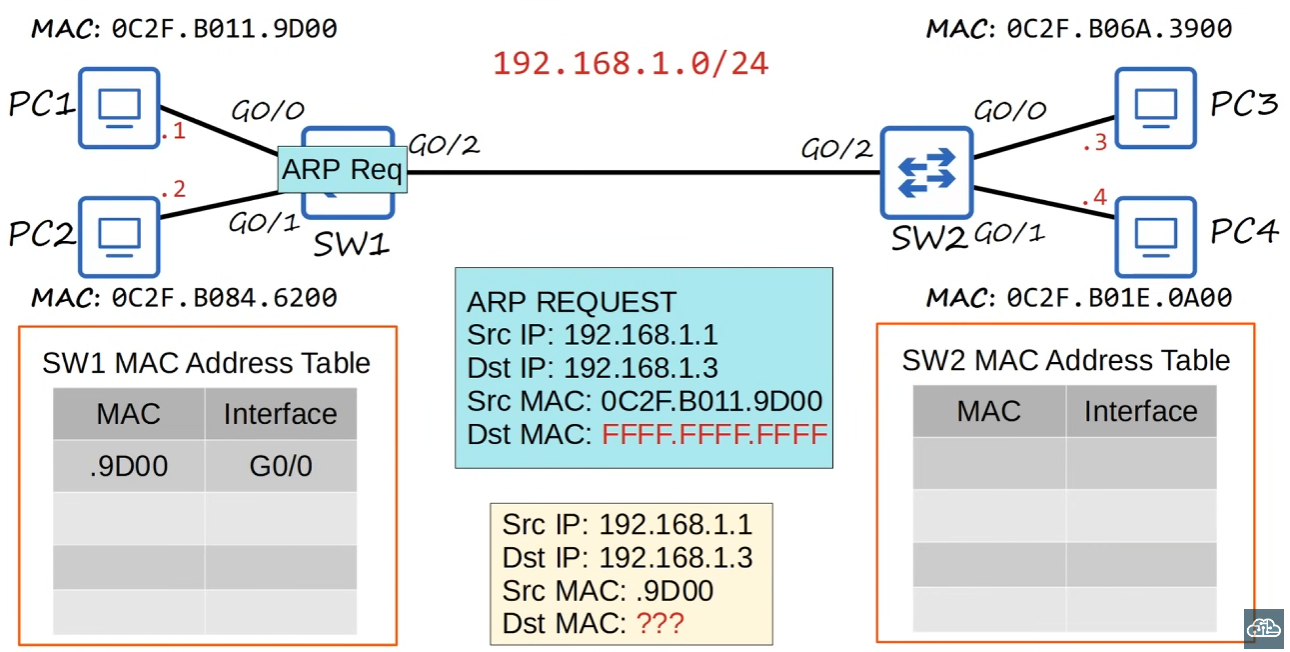 MAC: 0C2F.B011.9D00
MAC: 0C2F.B06A.3900
192.168.1.0/24
PC1
.1
G0/0
G0/2
ARP Req
G0/2
G0/0
.3
PC3
PC2
.2
G0/1
SW1
SW2
G0/1
.4
PC4
MAC: 0C2F.B084.6200
MAC: 0C2F.B01E.0A00
SW1 MAC Address Table
MAC Interface
.9D00 G0/0
ARP REQUEST
Src IP: 192.168.1.1
Dst IP: 192.168.1.3
Src MAC: 0C2F.B011.9D00
Dst MAC: FFFF.FFFF.FFFF
Src IP: 192.168.1.1
Dst IP: 192.168.1.3
Src MAC: .9D00
Dst MAC: ???
SW2 MAC Address Table
MAC Interface